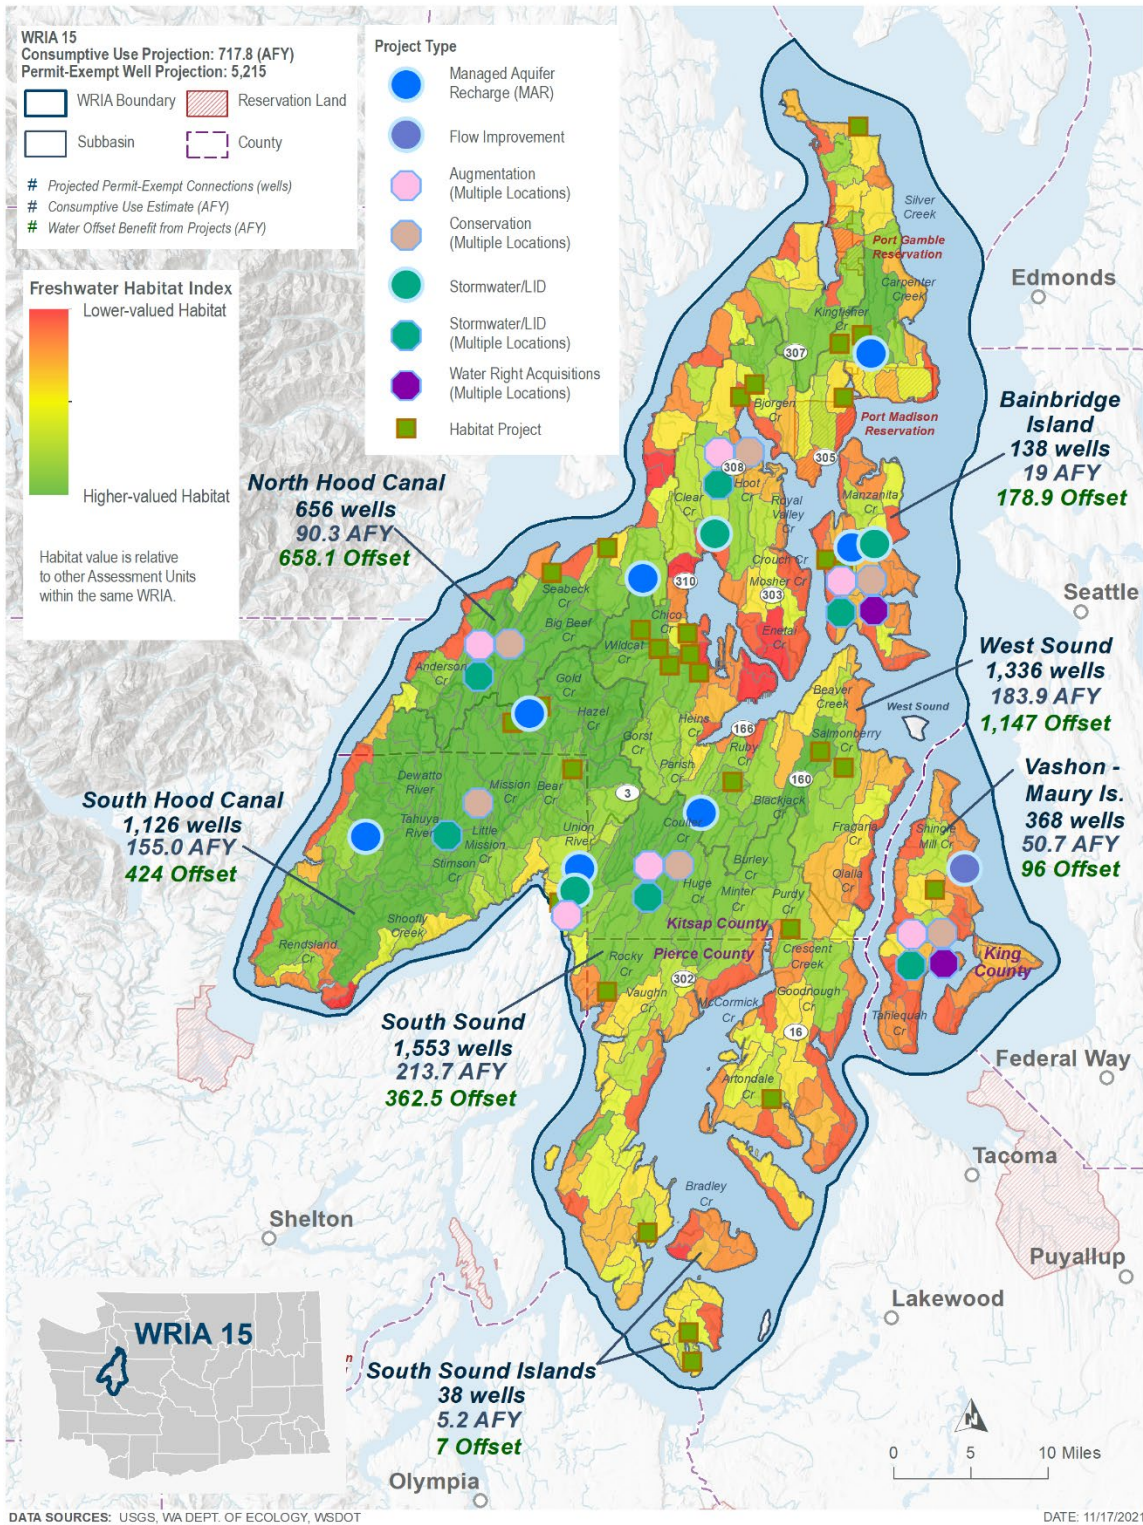 WRIA 15
Consumptive Use Projection: 717.8 (AFY)
Permit-Exempt Well Projection: 5,215
WRIA Boundary
Reservation Land
Subbasin
County
# Projected Permit-Exempt Connections (wells)
# Consumptive Use Estimate (AFY)
# Water Offset Benefit from Projects (AFY)
Project Type
Managed Aquifer
Recharge (MAR)
Flow Improvement
Augmentation
(Multiple Locations)
Conservation
(Multiple Locations)
Stormwater/LID
Stormwater/LID
(Multiple Locations)
Water Right Acquisitions
(Multiple Locations)
Habitat Project
Freshwater Habitat Index
Lower-valued Habitat
Higher-valued Habitat
Habitat value is relative
to other Assessment Units
within the same WRIA.
Silver
Creek
Port Gamble
Reservation
Carpenter
Creek
Kingfisher
Cr
307
Edmonds
Bjorgen
Cr
Port Madison
Reservation
305
Bainbridge
Island
138 wells
19 AFY
178.9 Offset
308
Hoot
Cr
Clear
Cr
Royal
Valley
Cr
Manzanita
Cr
North Hood Canal
656 wells
90.3 AFY
658.1 Offset
Crouch Cr
Mosher Cr
310
303
Seattle
Seabeck
Cr
Big Beef
Cr
Chico
Cr
Wildcat
Cr
Enetai
Cr
West Sound
1,336 wells
183.9 AFY
1,147 Offset
Anderson
Cr
Gold
Cr
Hazel
Cr
Beaver
Creek
West Sound
Heins
Cr
166
Gorst
Cr
Ruby
Cr
Salmonberry
Cr
Parish
Cr
160
Vashon -
Maury Is.
368 wells
50.7 AFY
96 Offset
Dewatto
River
Mission
Cr
Bear
Cr
3
Blackjack
Cr
South Hood Canal
1,126 wells
155.0 AFY
424 Offset
Tahuya
River
Little
Mission
Cr
Union
River
Coulter
Cr
Fragaria
Cr
Shingle
Mill Cr
Stimson
Cr
Burley
Cr
Olalla
Cr
Huge
Cr
Minter
Cr
Purdy
Cr
Shoofly
Creek
Kitsap County
Rendsland
Cr
Pierce County
Rocky
Cr
Crescent
Creek
King
County
302
Vaughn
Cr
McCormick
Cr
Goodnough
Cr
Tahlequah
Cr
16
South Sound
1,553 wells
213.7 AFY
362.5 Offset
Federal Way
Artondale
Cr
Tacoma
Bradley
Cr
Shelton
Puyallup
Lakewood
WRIA 15
South Sound Islands
38 wells
5.2 AFY
7 Offset
N
0 5 10 Miles
Olympia
DATA SOURCES: USGS, WA DEPT. OF ECOLOGY, WSDOT
DATE: 11/17/2021